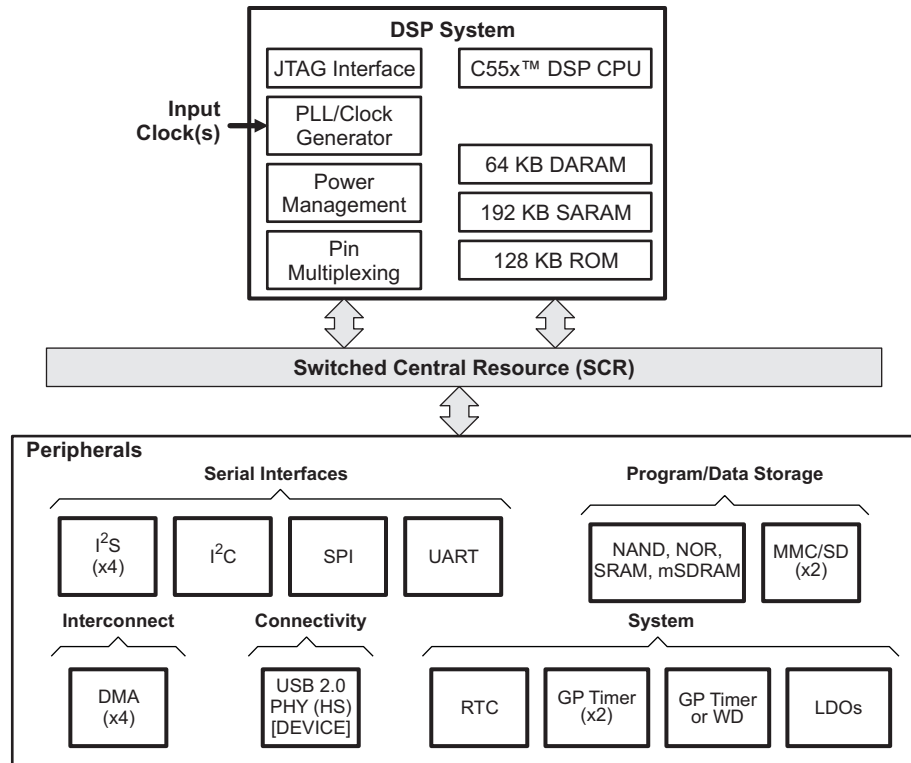 DSP System
JTAG Interface
C55x™ DSP CPU
Input
Clock(s)
PLL/Clock
Generator
64 KB DARAM
Power
Management
192 KB SARAM
Pin
Multiplexing
128 KB ROM
Switched Central Resource (SCR)
Peripherals
Serial Interfaces
Program/Data Storage
I²S
(x4)
I²C
SPI
UART
NAND, NOR,
SRAM, mSDRAM
MMC/SD
(x2)
Interconnect
Connectivity
System
DMA
(x4)
USB 2.0
PHY (HS)
[DEVICE]
RTC
GP Timer
(x2)
GP Timer
or WD
LDOs